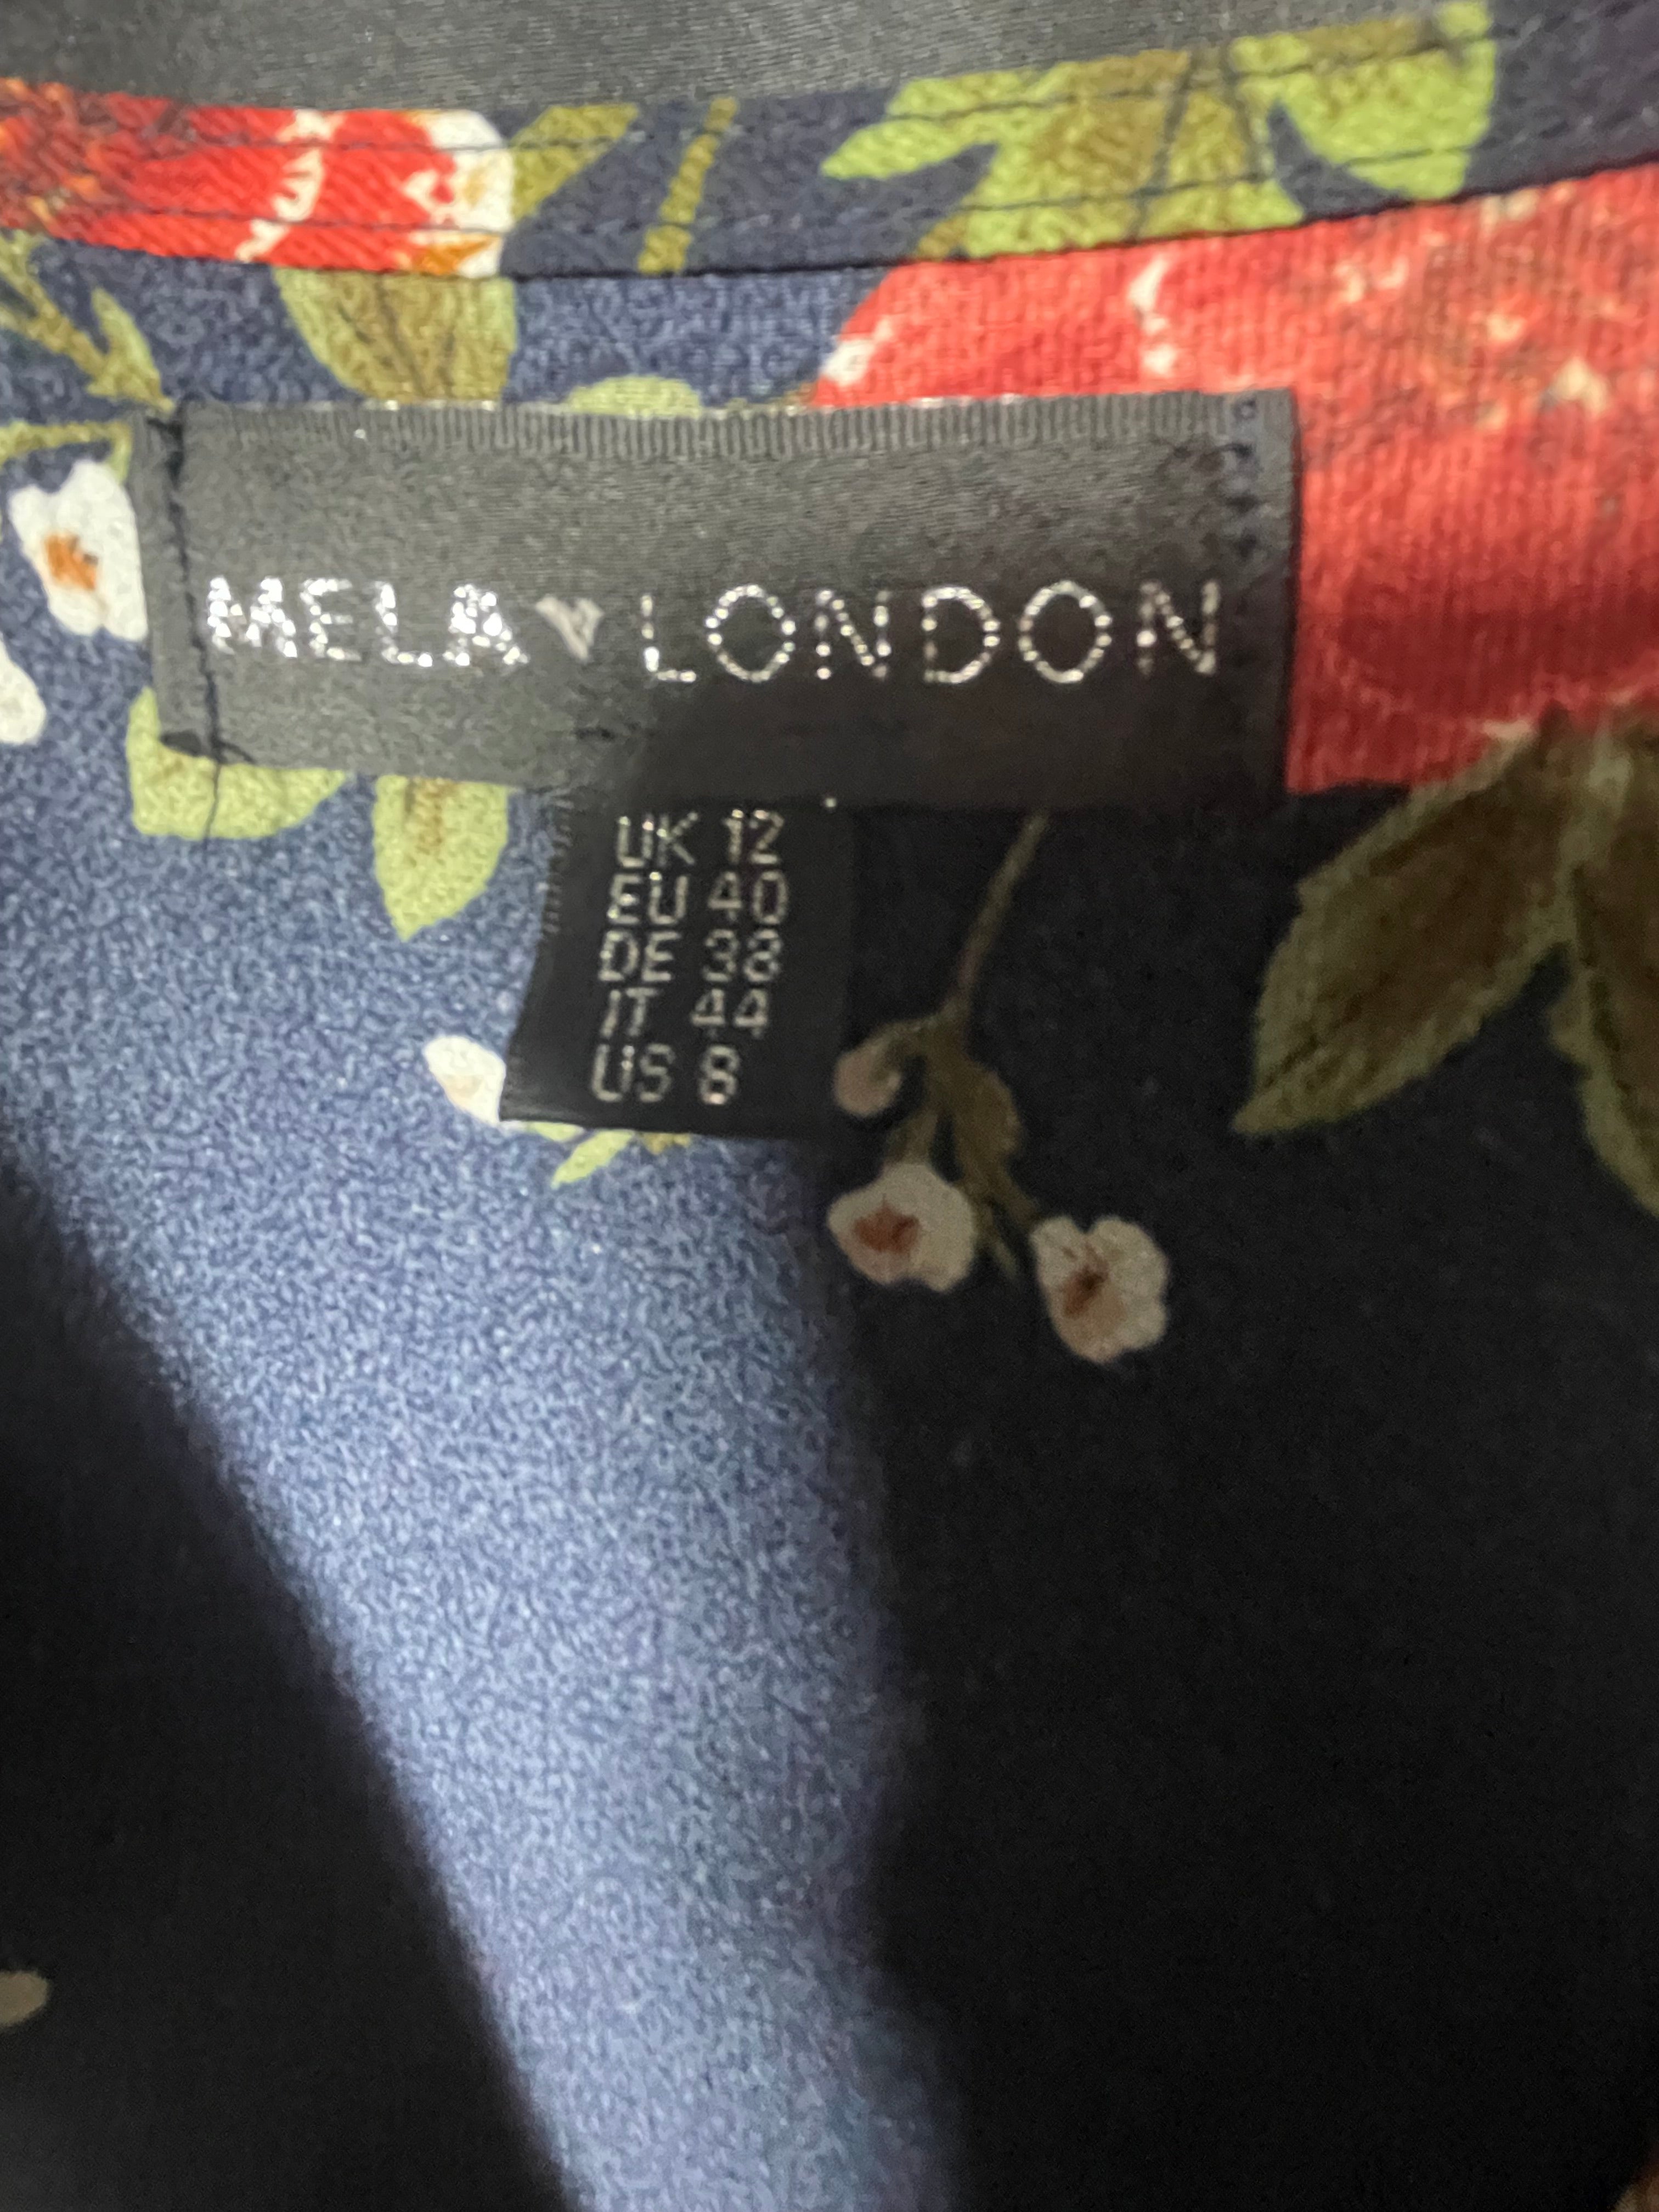 MELA♥LONDON
UK 12
EU 40
DE 38
IT 44
US 8